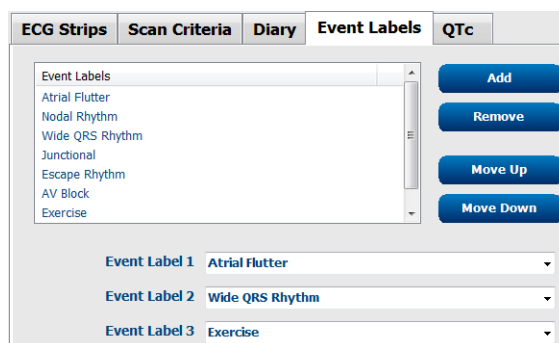 ECG Strips Scan Criteria Diary Event Labels QTc
Event Labels
Atrial Flutter
Nodal Rhythm
Wide QRS Rhythm
Junctional
Escape Rhythm
AV Block
Exercise
Add
Remove
Move Up
Move Down
Event Label 1 Atrial Flutter
Event Label 2 Wide QRS Rhythm
Event Label 3 Exercise